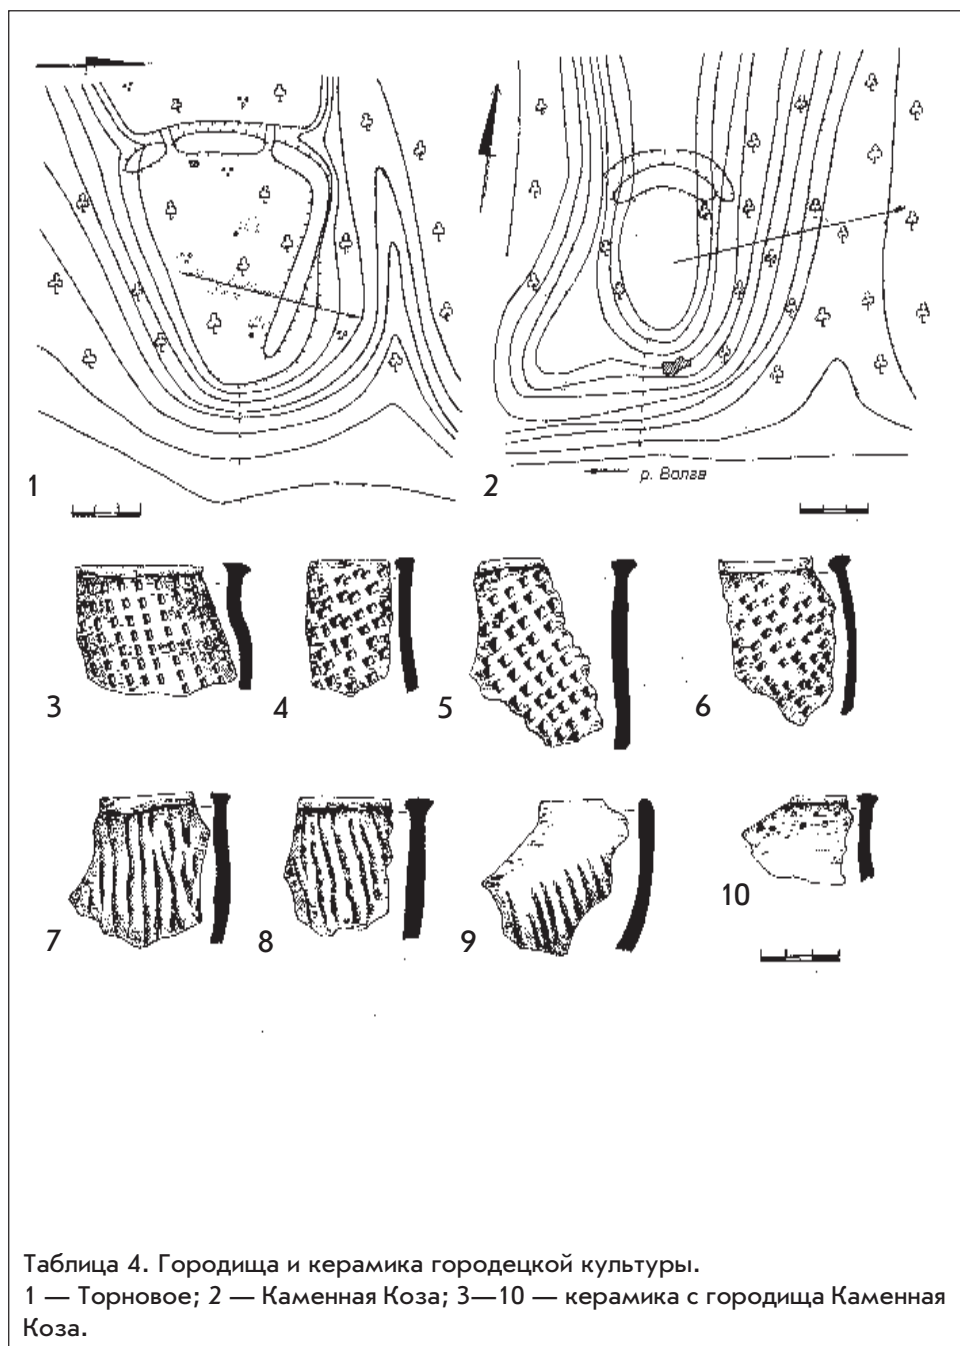 1
2
р. Волга
3
4
5
6
7
8
9
10
Таблица 4. Городища и керамика городецкой культуры.
1 — Торновое; 2 — Каменная Коза; 3—10 — керамика с городища Каменная
Коза.